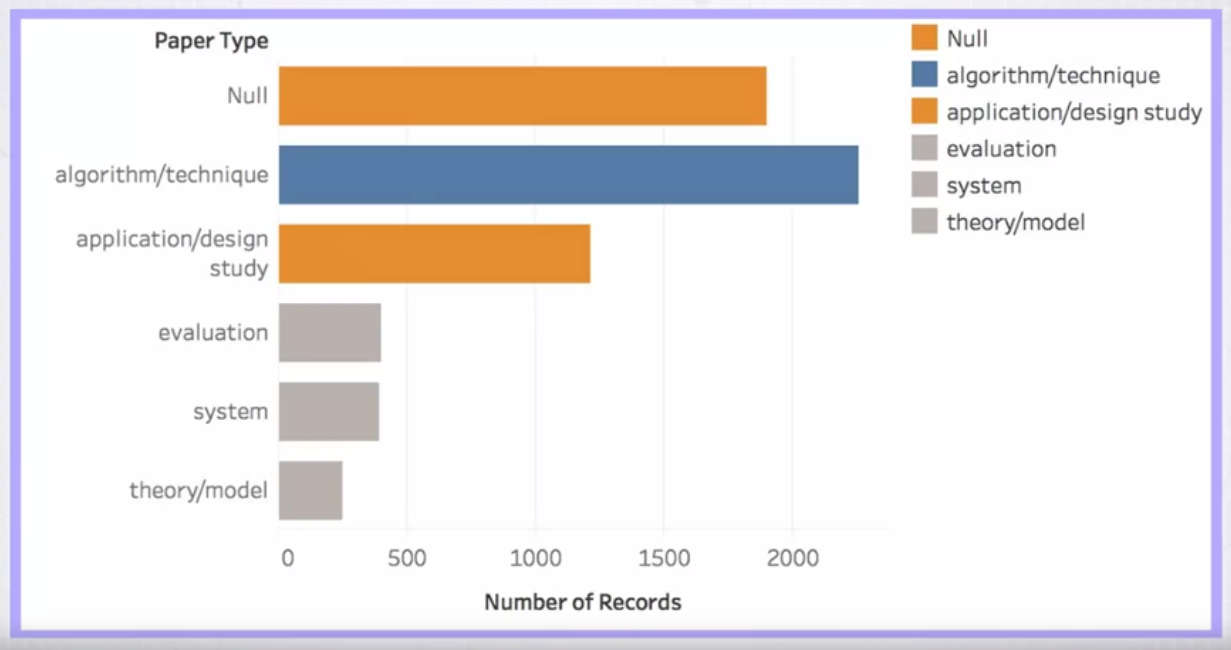 Paper Type
Null
algorithm/technique
application/design
study
evaluation
system
theory/model
0 500 1000 1500 2000
Number of Records
Null
algorithm/technique
application/design study
evaluation
system
theory/model